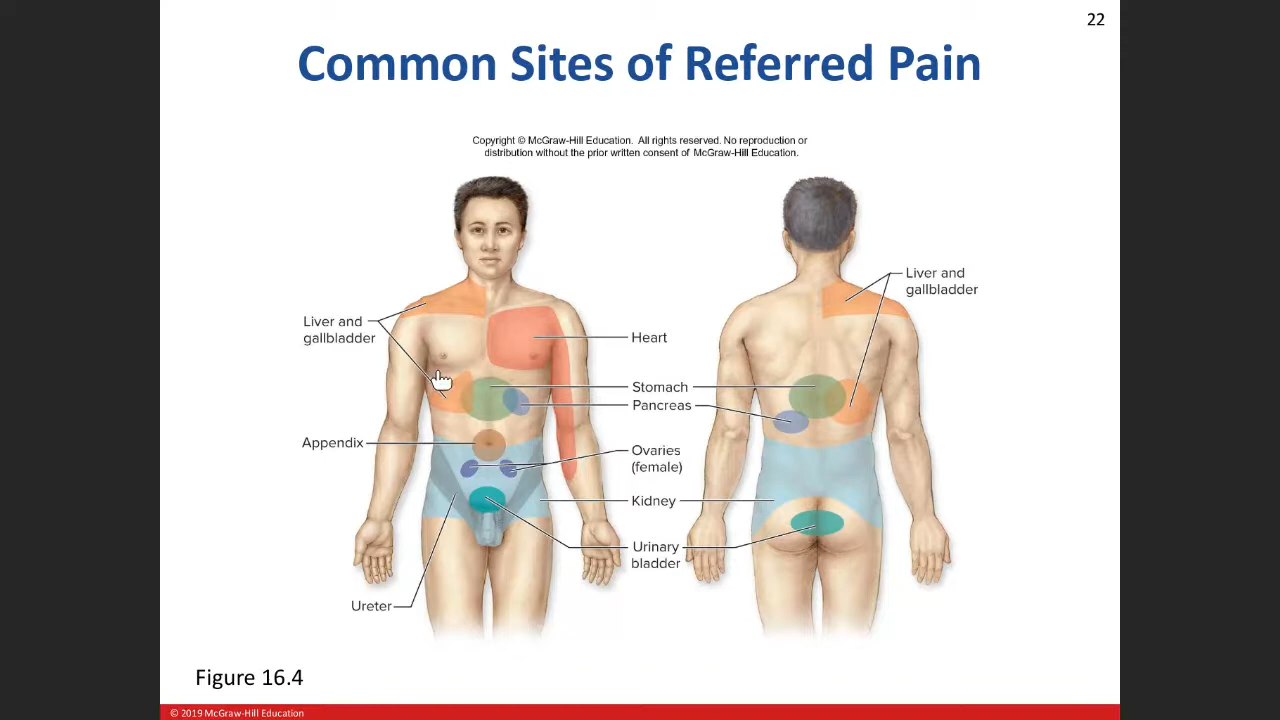 22
Common Sites of Referred Pain
Copyright © McGraw-Hill Education. All rights reserved. No reproduction or
distribution without the prior written consent of McGraw-Hill Education.
Liver and
gallbladder
Liver and
gallbladder
Heart
Stomach
Pancreas
Appendix
Ovaries
(female)
Kidney
Urinary
bladder
Ureter
Figure 16.4
© 2019 McGraw-Hill Education